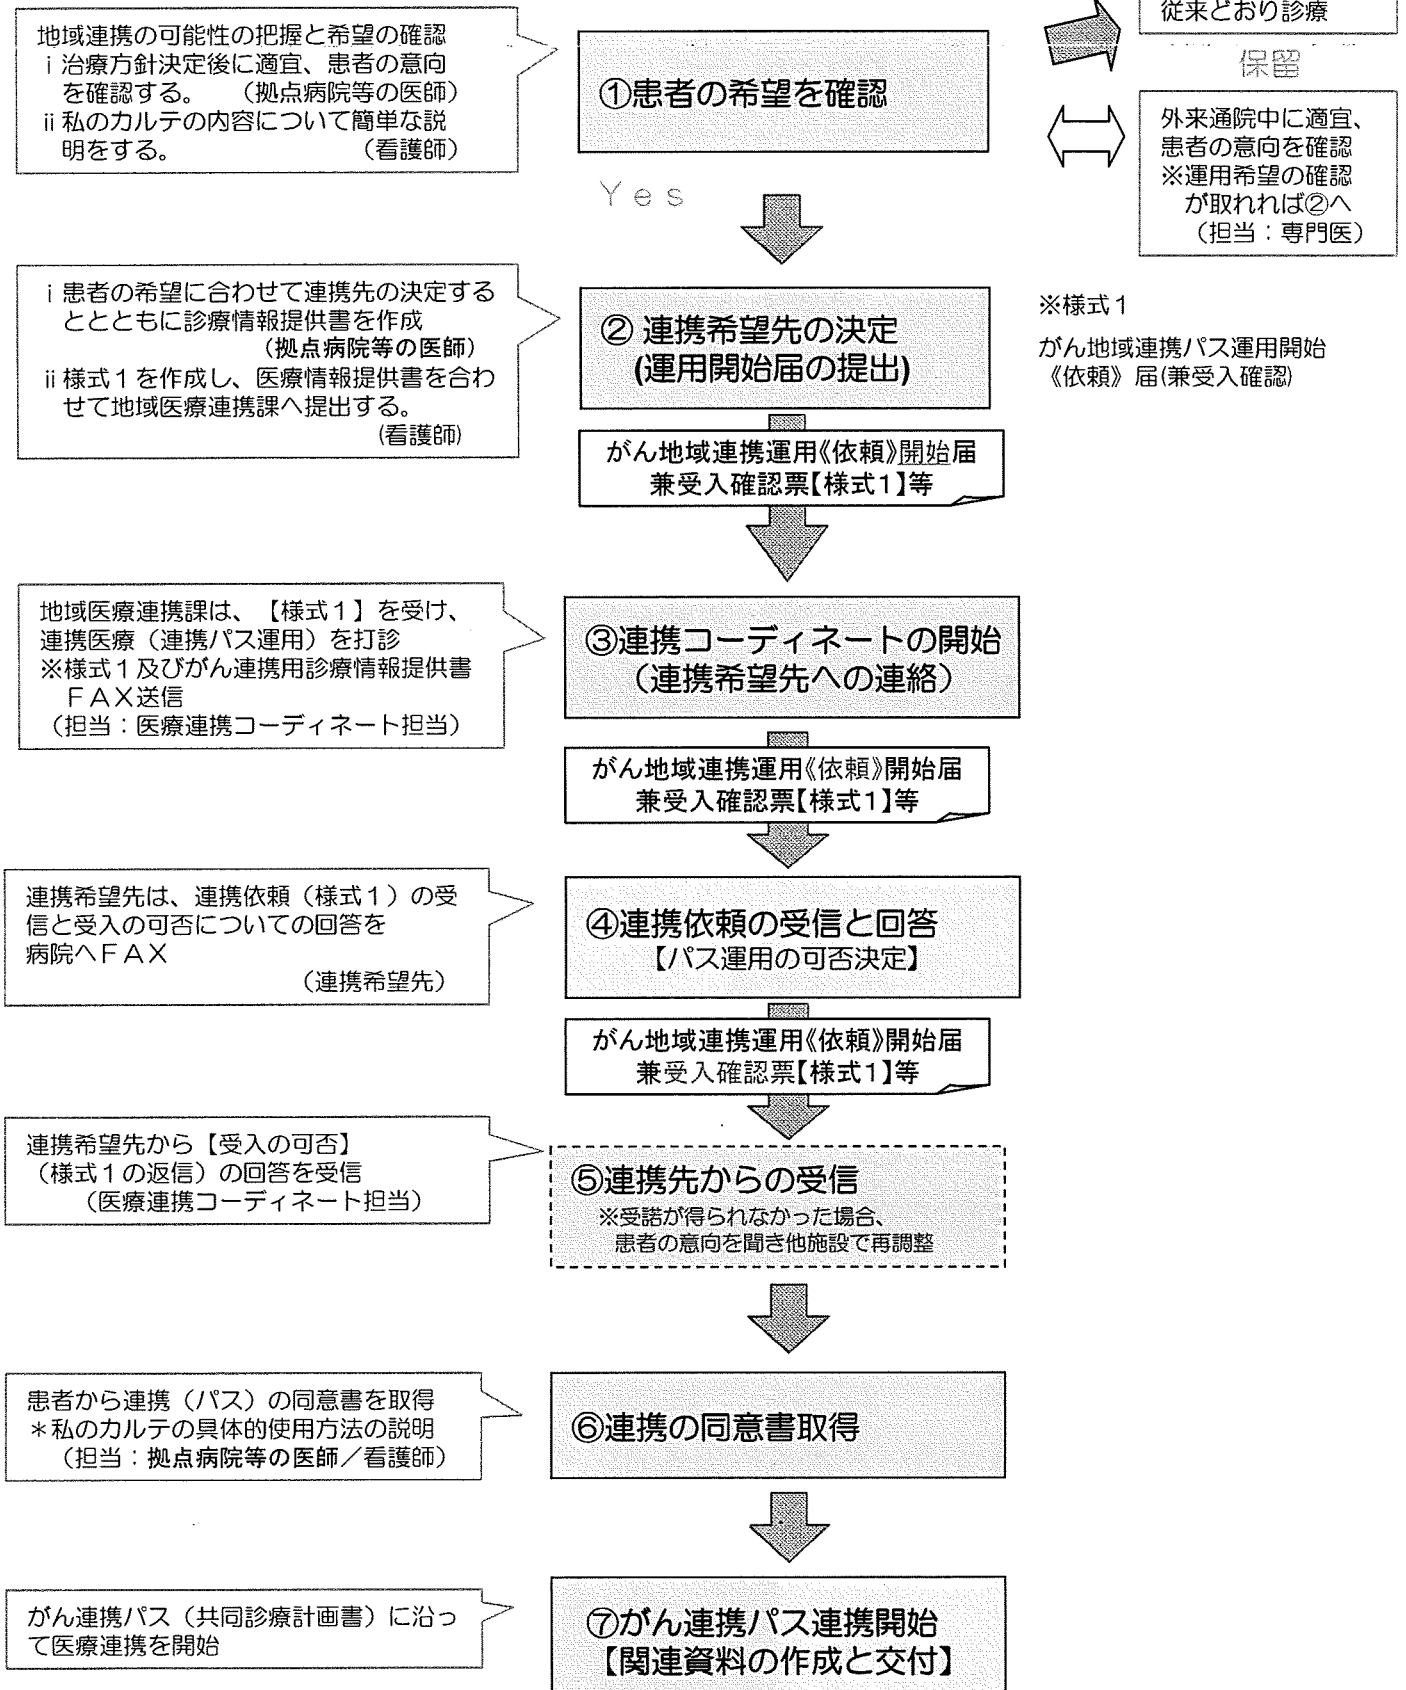 従来どおり診療
地域連携の可能性の把握と希望の確認
ⅰ治療方針決定後に適宜、患者の意向
を確認する。 (拠点病院等の医師)
ⅱ私のカルテの内容について簡単な説
明をする。 (看護師)
①患者の希望を確認
保留
外来通院中に適宜、
患者の意向を確認
※運用希望の確認
が取れれば②へ
(担当:専門医)
Yes
ⅰ患者の希望に合わせて連携先の決定する
ととともに診療情報提供書を作成
(拠点病院等の医師)
ⅱ様式1を作成し、医療情報提供書を合わ
せて地域医療連携課へ提出する。
(看護師)
②連携希望先の決定
(運用開始届の提出)
※様式1
がん地域連携パス運用開始
《依頼》届(兼受入確認)
がん地域連携運用《依頼》開始届
兼受入確認票【様式1】等
地域医療連携課は、【様式1】を受け、
連携医療(連携パス運用)を打診
※様式1及びがん連携用診療情報提供書
FAX送信
(担当:医療連携コーディネート担当)
③連携コーディネートの開始
(連携希望先への連絡)
がん地域連携運用《依頼》開始届
兼受入確認票【様式1】等
連携希望先は、連携依頼(様式1)の受
信と受入の可否についての回答を
病院へFAX
(連携希望先)
④連携依頼の受信と回答
【パス運用の可否決定】
がん地域連携運用《依頼》開始届
兼受入確認票【様式1】等
連携希望先から【受入の可否】
(様式1の返信)の回答を受信
(医療連携コーディネート担当)
⑤連携先からの受信
※受諾が得られなかった場合、
患者の意向を聞き他施設で再調整
患者から連携(パス)の同意書を取得
*私のカルテの具体的使用方法の説明
(担当:拠点病院等の医師/看護師)
⑥連携の同意書取得
がん連携パス(共同診療計画書)に沿っ
て医療連携を開始
⑦がん連携パス連携開始
【関連資料の作成と交付】